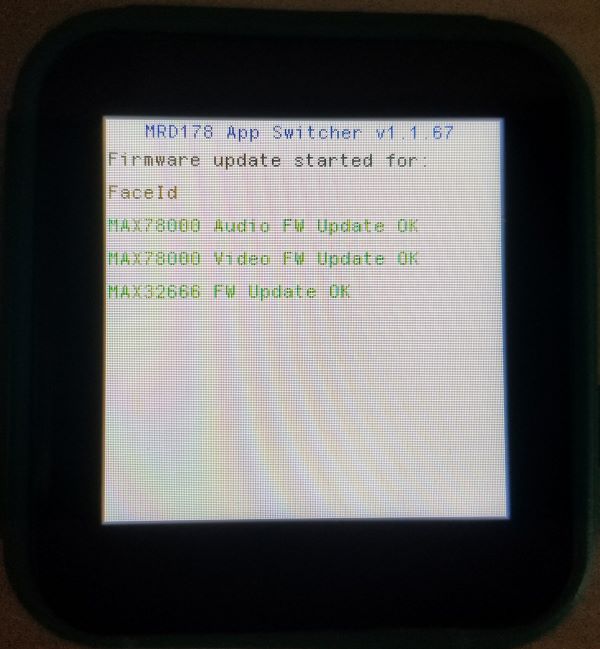 MRD178 App Switcher v1.1.67
Firmware update started for:
FaceId
MAX78000 Audio FW Update OK
MAX78000 Video FW Update OK
MAX32666 FW Update OK